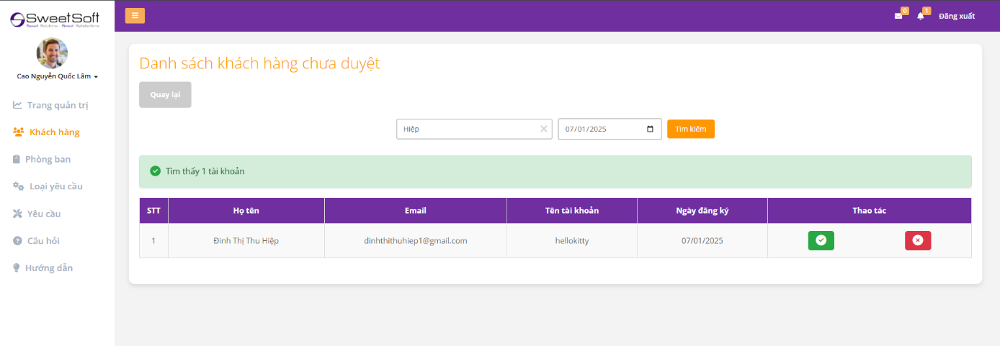 SweetSoft
Sweet Solutions - Sweet Satisfactions
Cao Nguyễn Quốc Lâm
Trang quản trị
Khách hàng
Phòng ban
Loại yêu cầu
Yêu cầu
Câu hỏi
Hướng dẫn
0 1 Đăng xuất
Danh sách khách hàng chưa duyệt
Quay lại
Hiệp 07/01/2025 Tìm kiếm
Tìm thấy 1 tài khoản
STT Họ tên Email Tên tài khoản Ngày đăng ký Thao tác
1 Đinh Thị Thu Hiệp dinhthithuhiep1@gmail.com hellokitty 07/01/2025